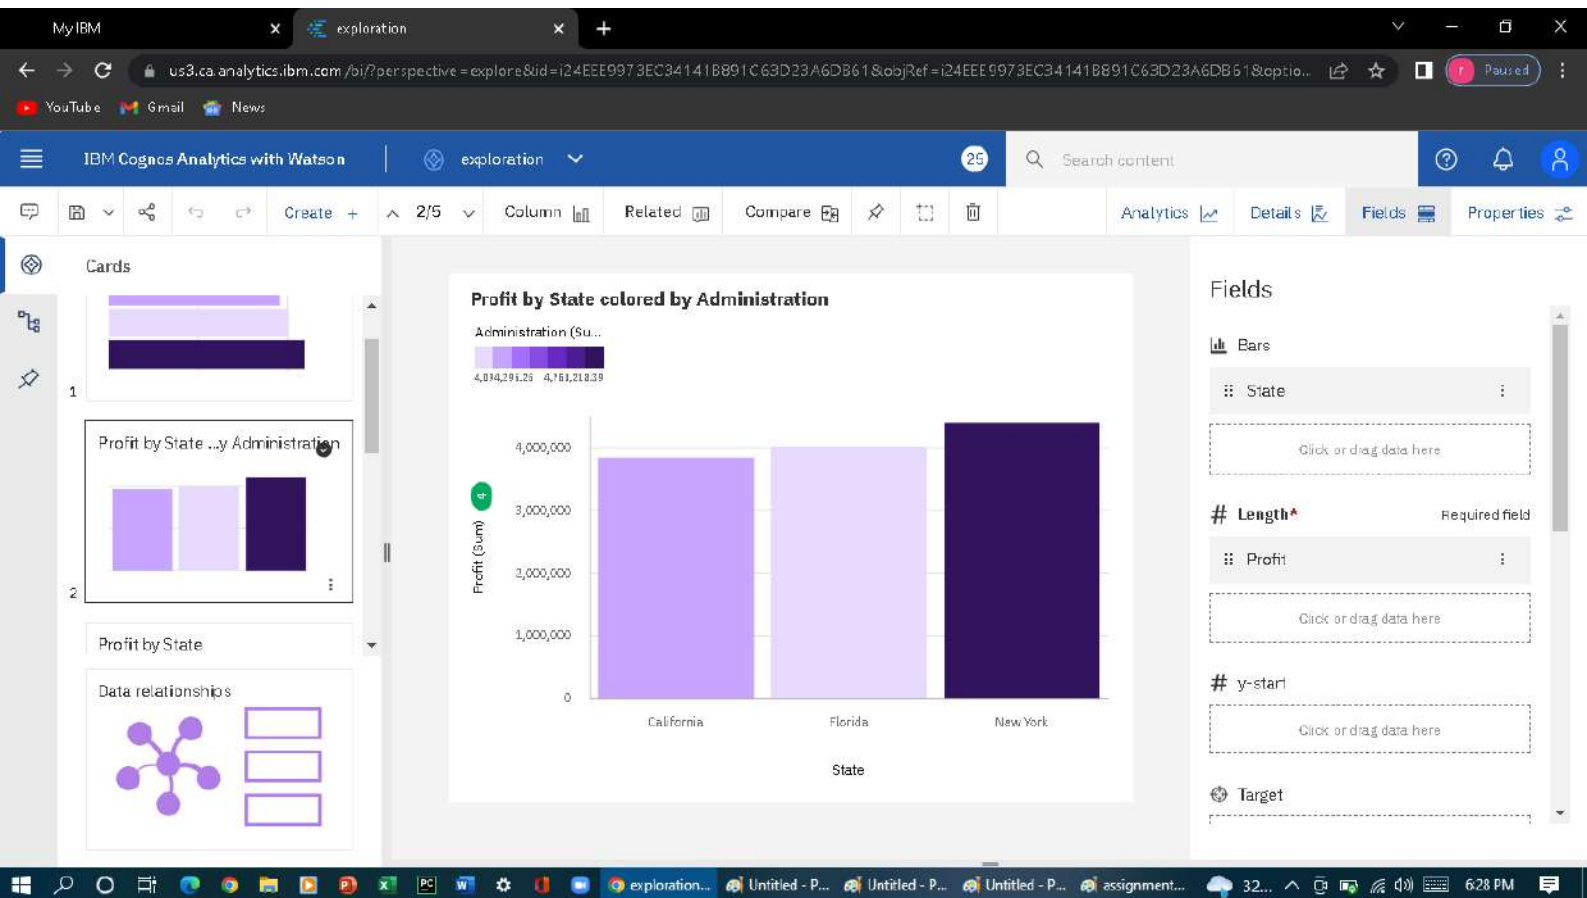 My IBM
exploration
us3.ca.analytics.ibm.com/bi/?perspective=explore&id=i24EEE9973EC34141B891C63D23A6DB61&objRef=i24EEE9973EC34141B891C63D23A6DB61&optio...
r
Paused
YouTube
Gmail
News
IBM Cognos Analytics with Watson
exploration
25
Search content
Create +
2/5
Column
Related
Compare
Analytics
Details
Fields
Properties
Cards
1
Profit by State ...y Administration
2
Profit by State
Data relationships
Profit by State colored by Administration
Administration (Su...
4,761,218.39
4
Profit (Sum)
4,000,000
3,000,000
2,000,000
1,000,000
0
California
Florida
New York
State
Fields
Bars
State
Click or drag data here
# Length*
Required field
Profit
Click or drag data here
# y-start
Click or drag data here
Target
exploration...
Untitled - P...
Untitled - P...
Untitled - P...
assignment...
32...
6:28 PM